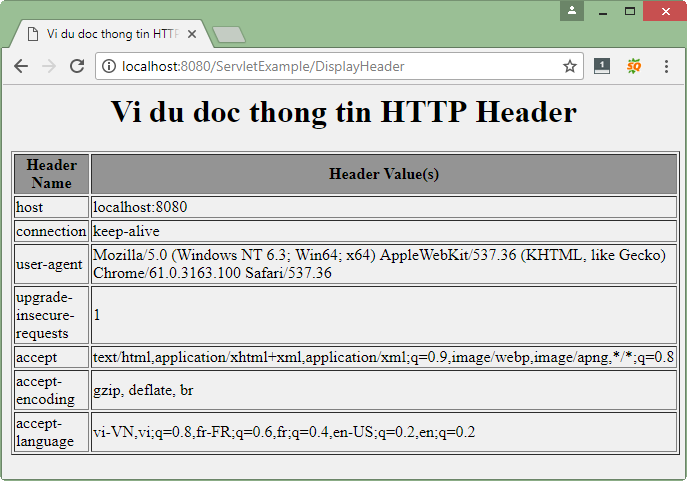 Vi du doc thong tin HTTP
localhost:8080/ServletExample/DisplayHeader
1
SQ
Vi du doc thong tin HTTP Header
Header
Name
Header Value(s)
host
localhost:8080
connection
keep-alive
user-agent
Mozilla/5.0 (Windows NT 6.3; Win64; x64) AppleWebKit/537.36 (KHTML, like Gecko)
Chrome/61.0.3163.100 Safari/537.36
upgrade-
insecure-
requests
1
accept
text/html,application/xhtml+xml,application/xml;q=0.9,image/webp,image/apng,*/*;q=0.8
accept-
encoding
gzip, deflate, br
accept-
language
vi-VN,vi;q=0.8,fr-FR;q=0.6,fr;q=0.4,en-US;q=0.2,en;q=0.2